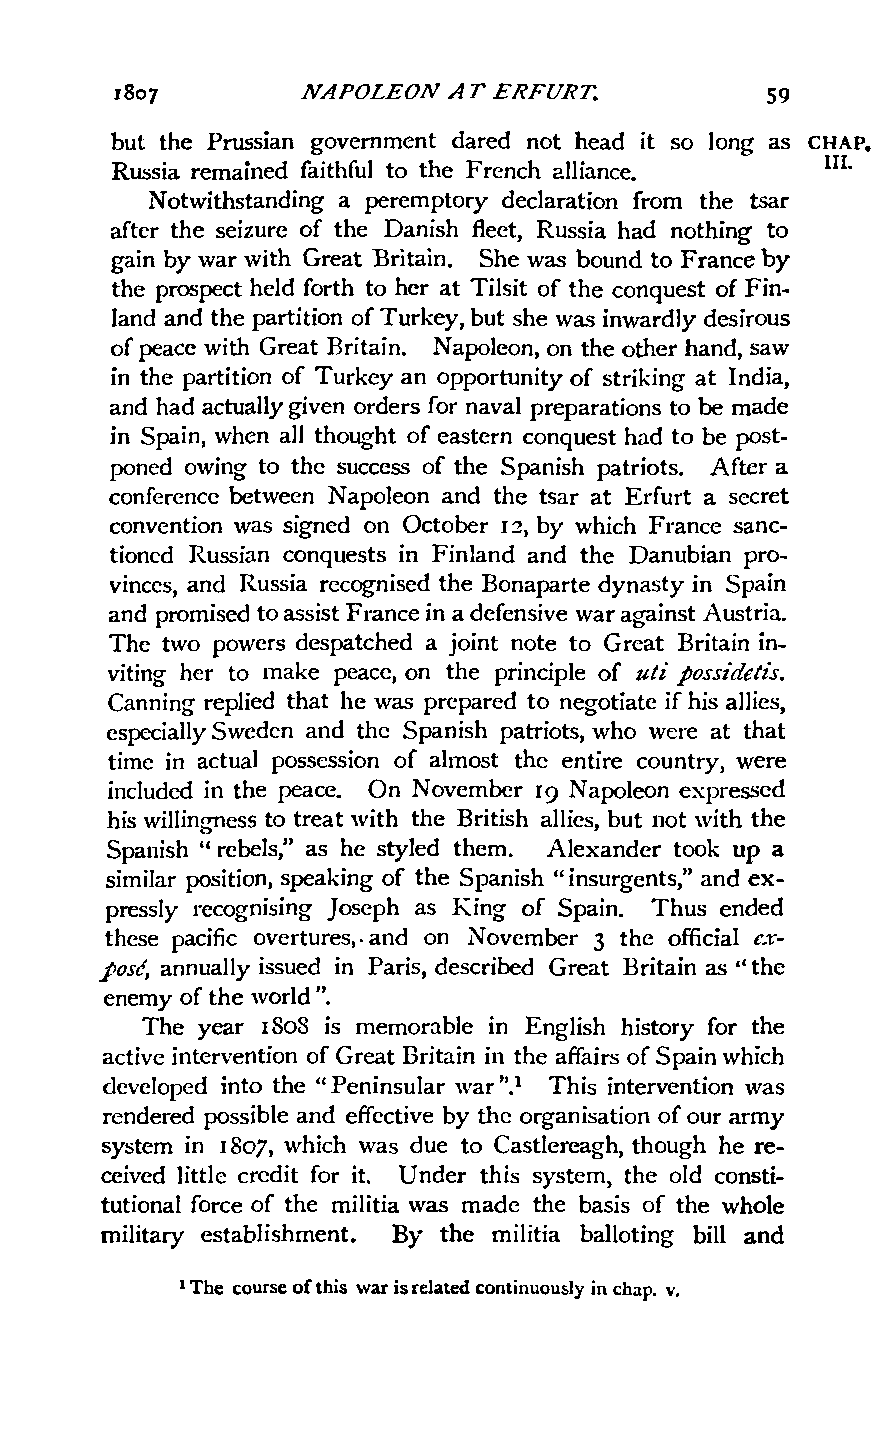 1807 NAPOLEON AT ERFURT. 59
but the Prussian government dared not head it so long as CHAP.
Russia remained faithful to the French alliance. III.
Notwithstanding a peremptory declaration from the tsar
after the seizure of the Danish fleet, Russia had nothing to
gain by war with Great Britain. She was bound to France by
the prospect held forth to her at Tilsit of the conquest of Fin-
land and the partition of Turkey, but she was inwardly desirous
of peace with Great Britain. Napoleon, on the other hand, saw
in the partition of Turkey an opportunity of striking at India,
and had actually given orders for naval preparations to be made
in Spain, when all thought of eastern conquest had to be post-
poned owing to the success of the Spanish patriots. After a
conference between Napoleon and the tsar at Erfurt a secret
convention was signed on October 12, by which France sanc-
tioned Russian conquests in Finland and the Danubian pro-
vinces, and Russia recognised the Bonaparte dynasty in Spain
and promised to assist France in a defensive war against Austria.
The two powers despatched a joint note to Great Britain in-
viting her to make peace, on the principle of uti possidetis.
Canning replied that he was prepared to negotiate if his allies,
especially Sweden and the Spanish patriots, who were at that
time in actual possession of almost the entire country, were
included in the peace. On November 19 Napoleon expressed
his willingness to treat with the British allies, but not with the
Spanish "rebels," as he styled them. Alexander took up a
similar position, speaking of the Spanish "insurgents," and ex-
pressly recognising Joseph as King of Spain. Thus ended
these pacific overtures, and on November 3 the official ex-
posé, annually issued in Paris, described Great Britain as "the
enemy of the world".
The year 1808 is memorable in English history for the
active intervention of Great Britain in the affairs of Spain which
developed into the "Peninsular war".¹ This intervention was
rendered possible and effective by the organisation of our army
system in 1807, which was due to Castlereagh, though he re-
ceived little credit for it. Under this system, the old consti-
tutional force of the militia was made the basis of the whole
military establishment. By the militia balloting bill and
¹ The course of this war is related continuously in chap. v.